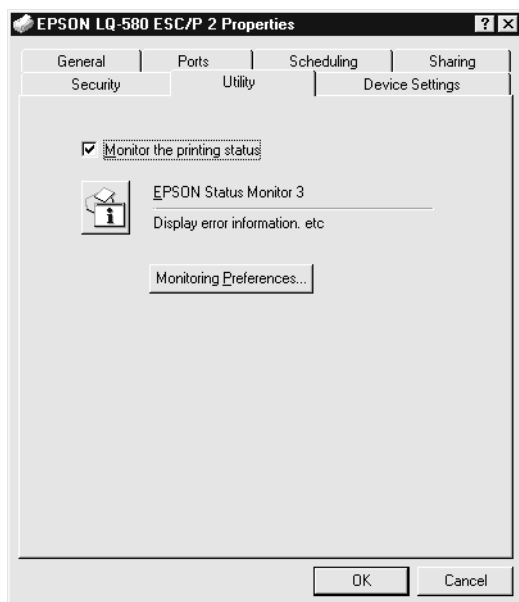 EPSON LQ-580 ESC/P 2 Properties
General Ports Scheduling Sharing
Security Utility Device Settings
Monitor the printing status
EPSON Status Monitor 3
Display error information. etc
Monitoring Preferences...
OK Cancel